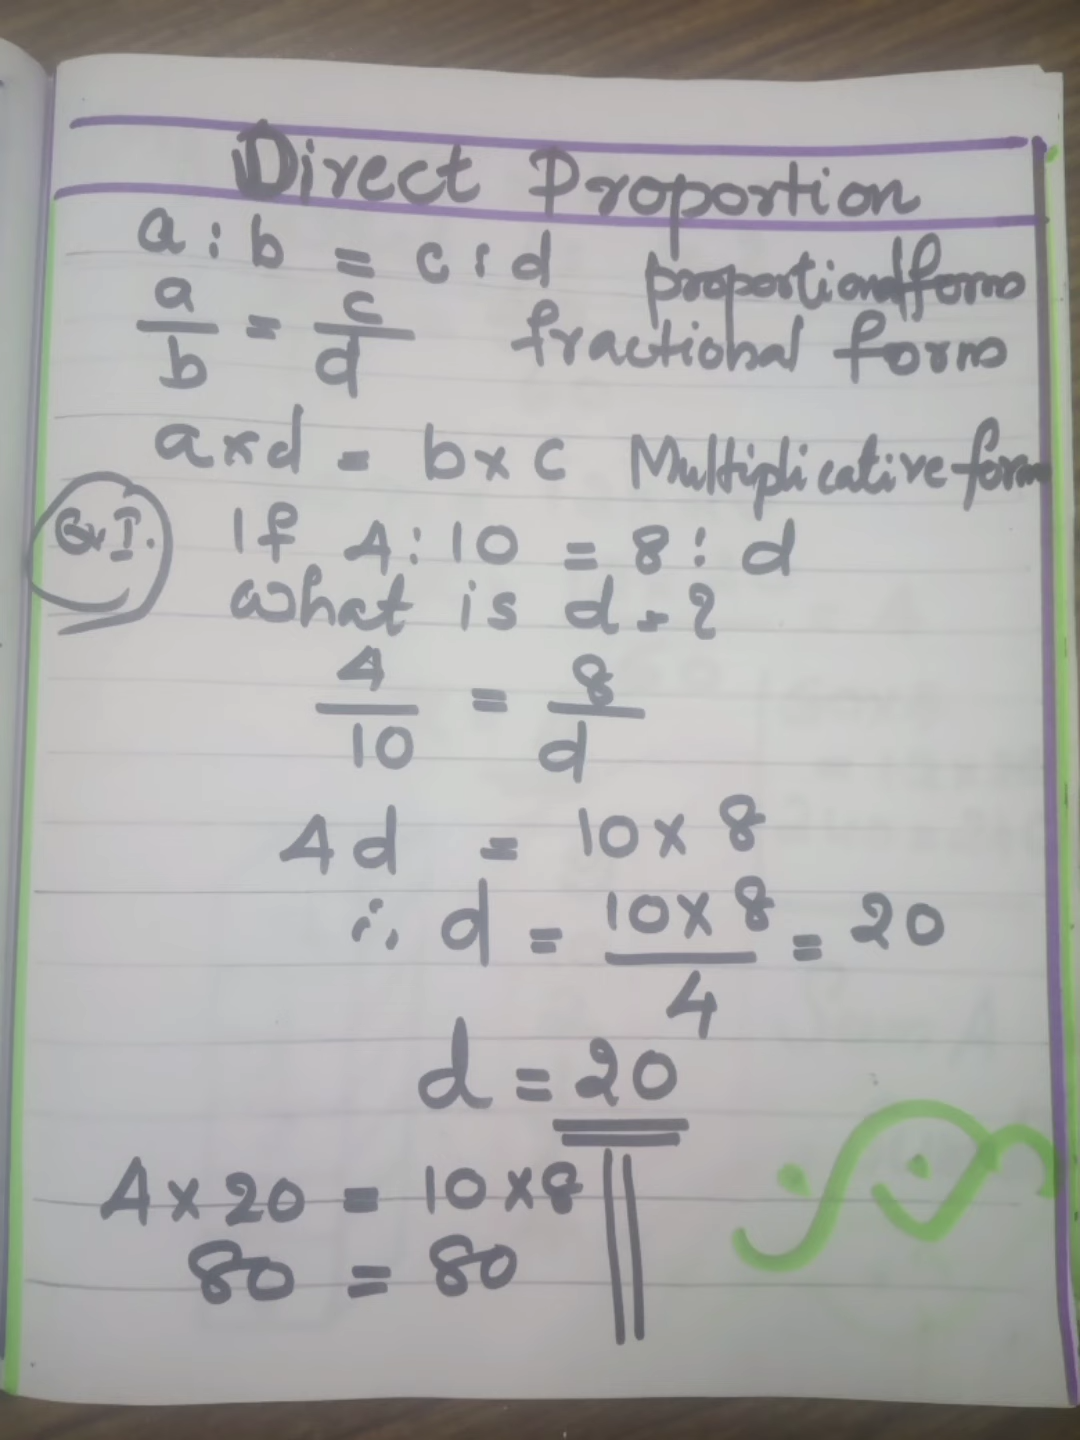 Direct Proportion
a : b = c : d proportional form
a/b = c/d fractional form
a×d = b×c Multiplicative form
If 4:10 = 8:d
What is d = ?
4/10 = 8/d
4d = 10×8
∴ d = 10×8/4 = 20
d = 20
4×20 = 10×8
80 = 80